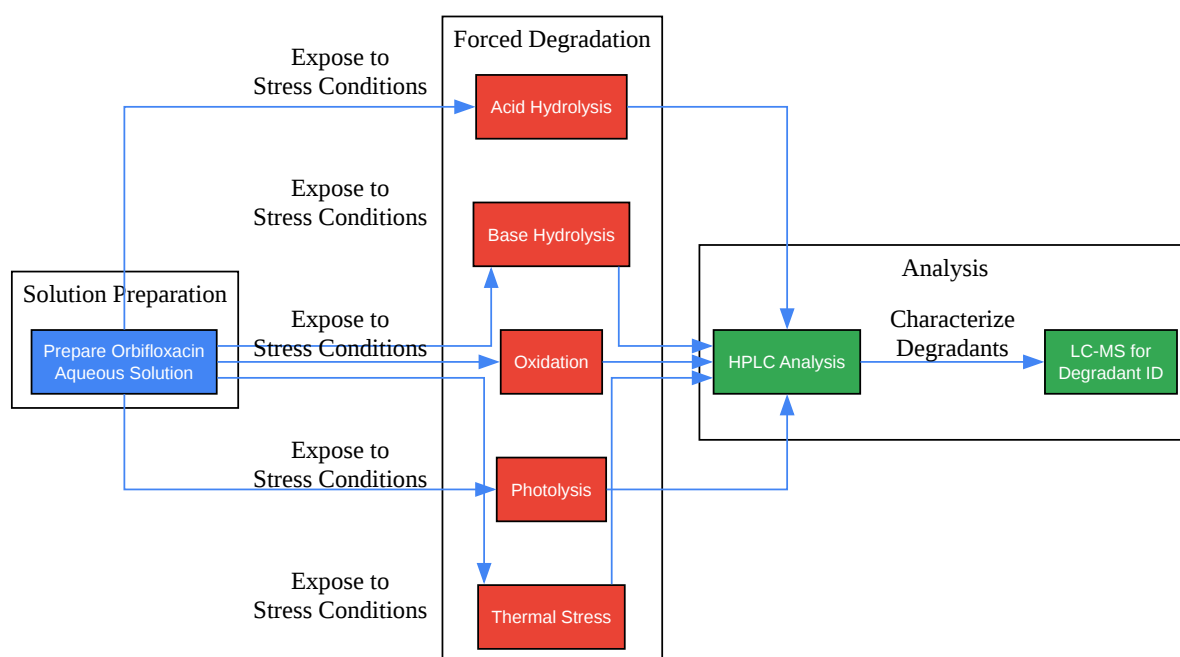 Forced Degradation
Expose to
Stress Conditions
Acid Hydrolysis
Expose to
Stress Conditions
Base Hydrolysis
Solution Preparation
Prepare Orbifloxacin
Aqueous Solution
Expose to
Stress Conditions
Oxidation
Analysis
HPLC Analysis
Characterize
Degradants
LC-MS for
Degradant ID
Expose to
Stress Conditions
Photolysis
Expose to
Stress Conditions
Thermal Stress